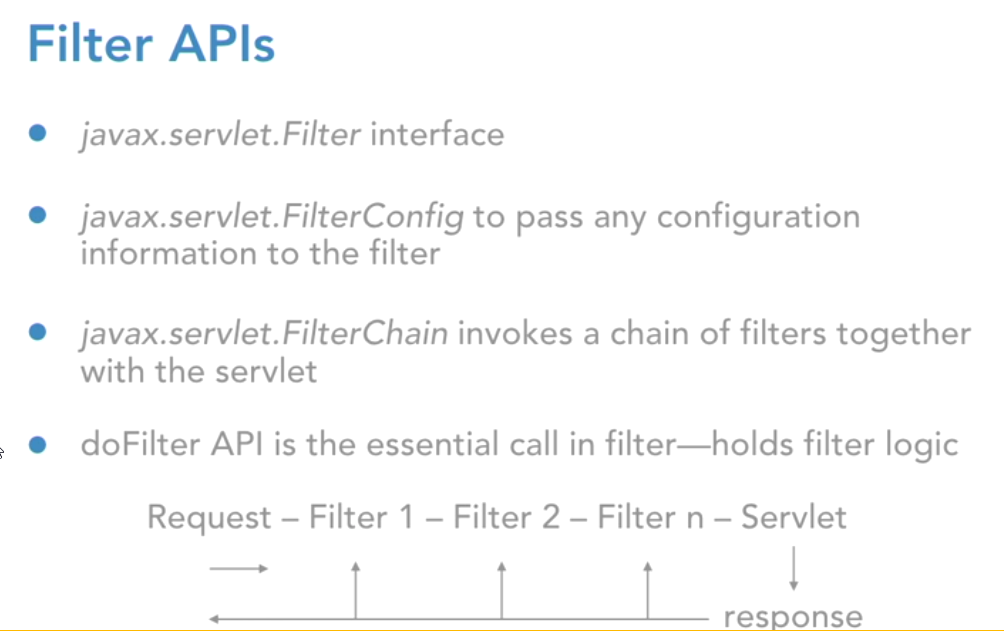 Filter APIs
javax.servlet.Filter interface
javax.servlet.FilterConfig to pass any configuration
information to the filter
javax.servlet.FilterChain invokes a chain of filters together
with the servlet
doFilter API is the essential call in filter—holds filter logic
Request – Filter 1 – Filter 2 – Filter n – Servlet
response